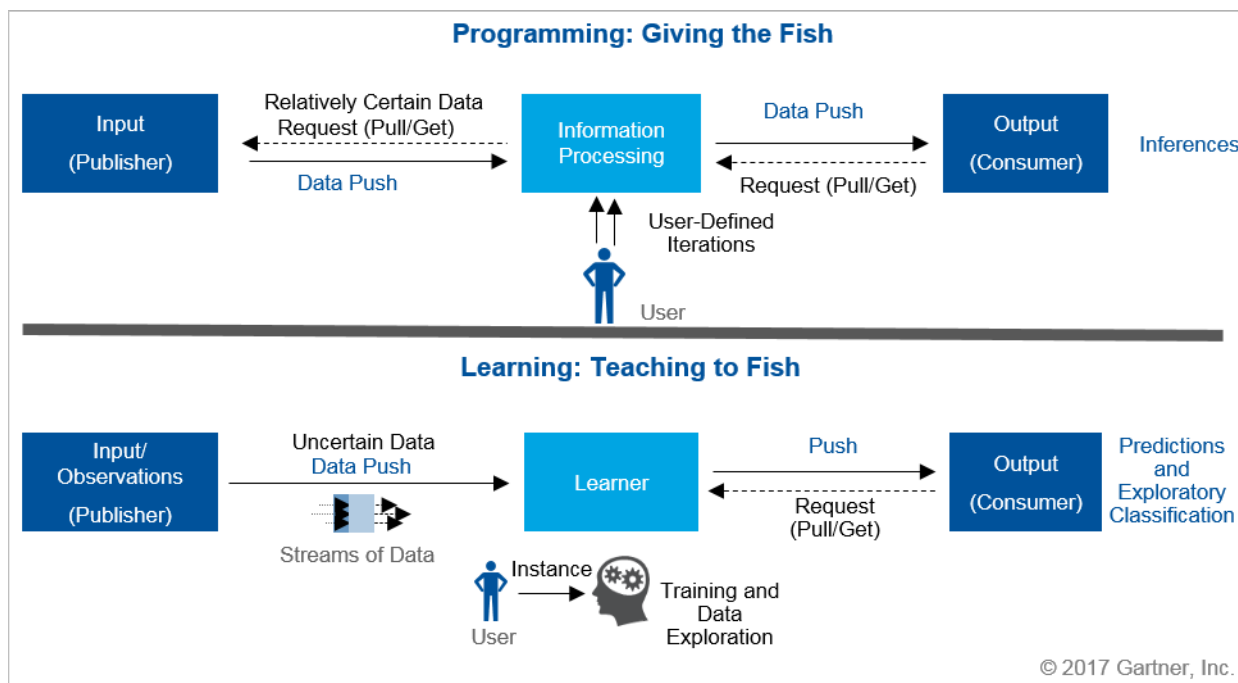 Programming: Giving the Fish
Input
(Publisher)
Relatively Certain Data
Request (Pull/Get)
Data Push
Information
Processing
Data Push
Request (Pull/Get)
Output
(Consumer)
Inferences
User-Defined
Iterations
User
Learning: Teaching to Fish
Input/
Observations
(Publisher)
Uncertain Data
Data Push
Streams of Data
Learner
Push
Request
(Pull/Get)
Output
(Consumer)
Predictions
and
Exploratory
Classification
Instance
User
Training and
Data
Exploration
© 2017 Gartner, Inc.